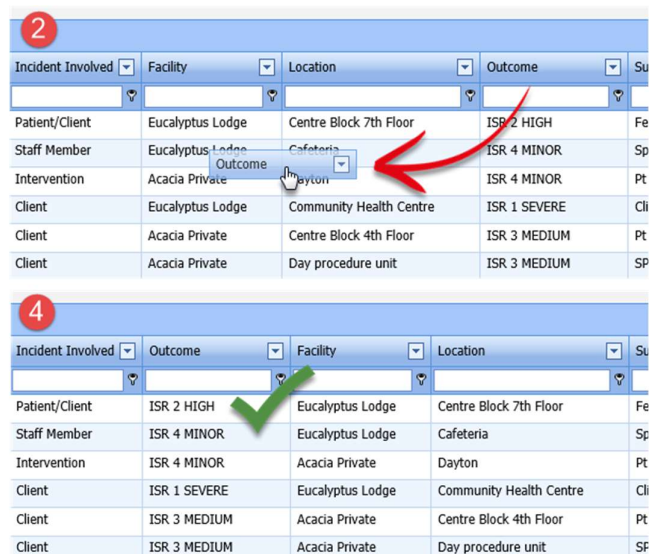 2
Incident Involved Facility Location Outcome Su
Patient/Client Eucalyptus Lodge Centre Block 7th Floor ISR 2 HIGH Fe
Staff Member Eucalyptus Lodge Cafeteria ISR 4 MINOR Sp
Outcome
Intervention Acacia Private Dayton ISR 4 MINOR Pt
Client Eucalyptus Lodge Community Health Centre ISR 1 SEVERE Cli
Client Acacia Private Centre Block 4th Floor ISR 3 MEDIUM Pt
Client Acacia Private Day procedure unit ISR 3 MEDIUM SP
4
Incident Involved Outcome Facility Location Su
Patient/Client ISR 2 HIGH Eucalyptus Lodge Centre Block 7th Floor Fe
Staff Member ISR 4 MINOR Eucalyptus Lodge Cafeteria Sp
Intervention ISR 4 MINOR Acacia Private Dayton Pt
Client ISR 1 SEVERE Eucalyptus Lodge Community Health Centre Cli
Client ISR 3 MEDIUM Acacia Private Centre Block 4th Floor Pt
Client ISR 3 MEDIUM Acacia Private Day procedure unit SP